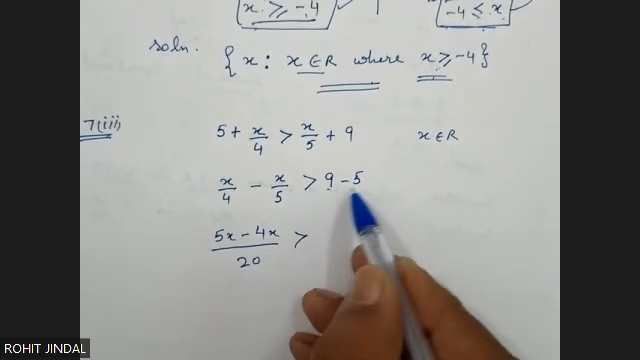 x ≥ -4
-4 ≤ x
soln. {x : x ∈ R where x ≥ -4}
7(iii)
5 + x/4 > x/5 + 9 x ∈ R
x/4 - x/5 > 9 - 5
5x - 4x / 20 >
ROHIT JINDAL